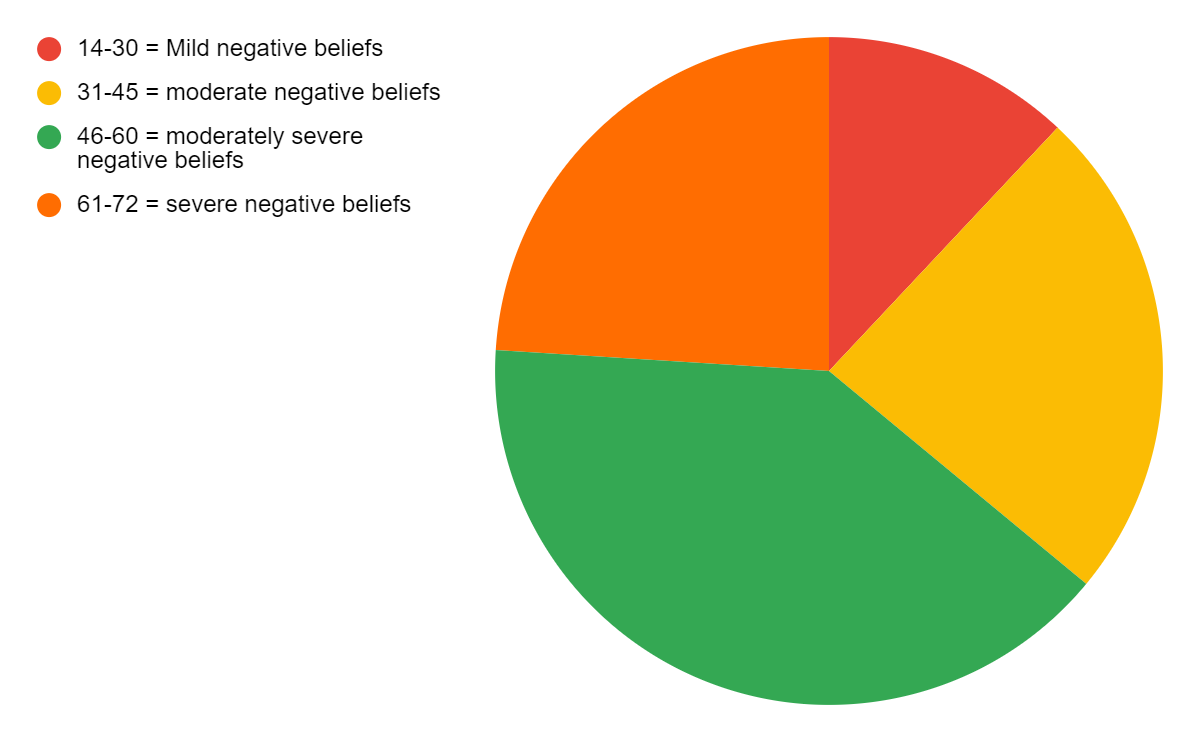 14-30 = Mild negative beliefs
31-45 = moderate negative beliefs
46-60 = moderately severe
negative beliefs
61-72 = severe negative beliefs